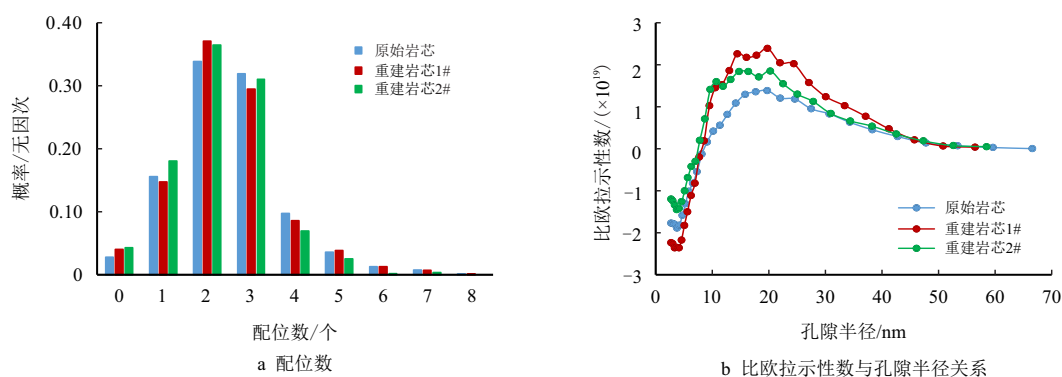 概率/无因次
0.40
0.30
0.20
0.10
0
原始岩芯
重建岩芯1#
重建岩芯2#
0 1 2 3 4 5 6 7 8
配位数/个
a 配位数
比欧拉示性数/(×10¹⁹)
3
2
1
0
−1
−2
−3
原始岩芯
重建岩芯1#
重建岩芯2#
0 10 20 30 40 50 60 70
孔隙半径/nm
b 比欧拉示性数与孔隙半径关系